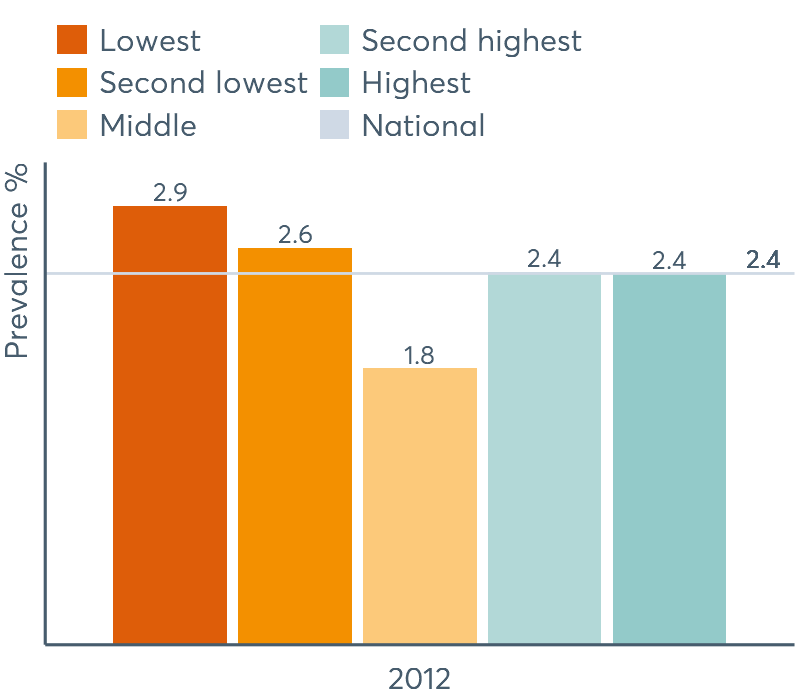 Lowest
Second lowest
Middle
Second highest
Highest
National
Prevalence %
2.9
2.6
1.8
2.4
2.4
2.4
2012